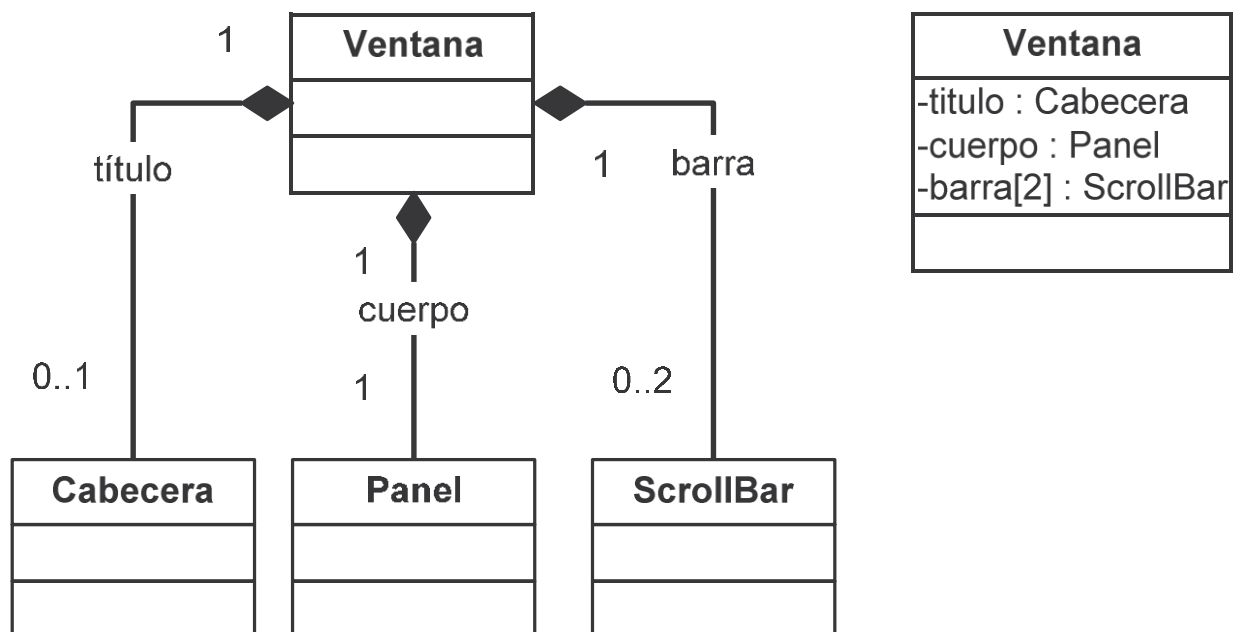 1
Ventana
título
1
barra
1
cuerpo
0..1
1
0..2
Cabecera
Panel
ScrollBar
Ventana
-titulo : Cabecera
-cuerpo : Panel
-barra[2] : ScrollBar